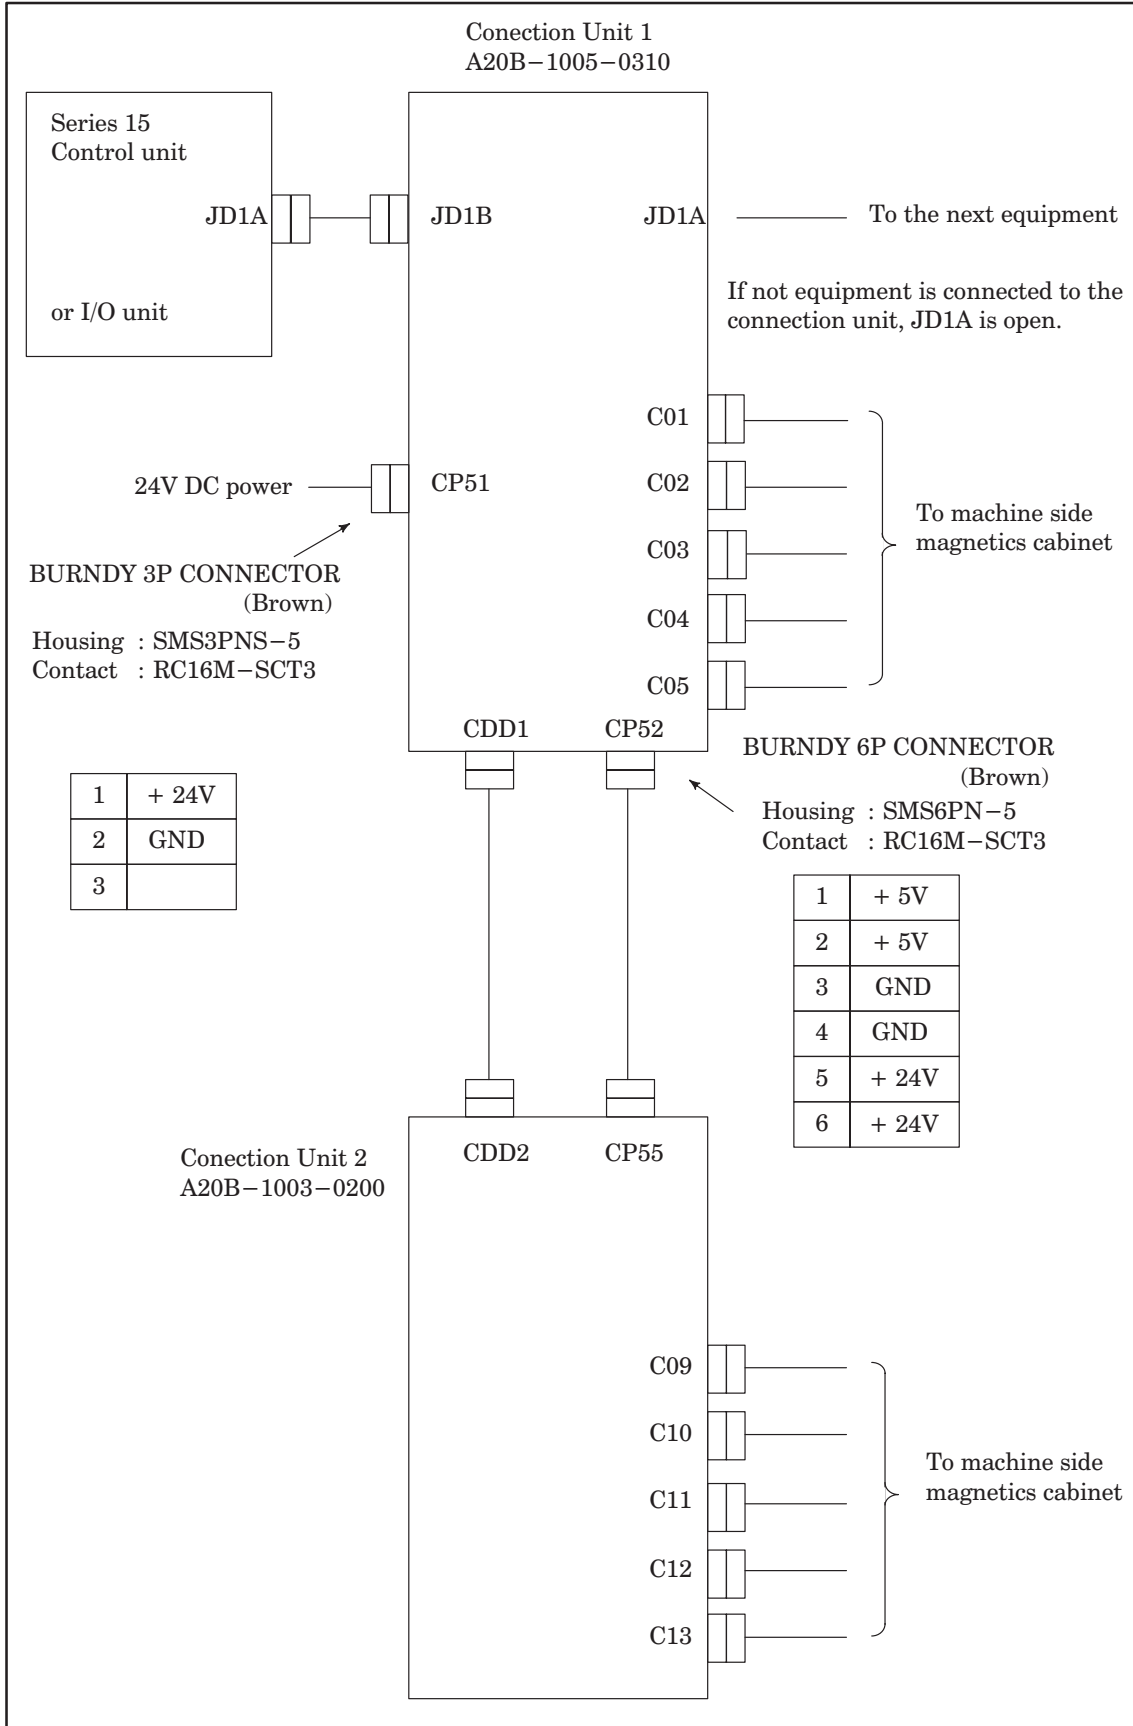 Conection Unit 1
A20B−1005−0310
Series 15
Control unit
JD1A
JD1B
JD1A
To the next equipment
or I/O unit
If not equipment is connected to the
connection unit, JD1A is open.
C01
24V DC power
CP51
C02
To machine side
magnetics cabinet
C03
BURNDY 3P CONNECTOR
(Brown)
C04
Housing : SMS3PNS−5
Contact : RC16M−SCT3
C05
CDD1
CP52
BURNDY 6P CONNECTOR
(Brown)
Housing : SMS6PN−5
Contact : RC16M−SCT3
1 + 24V
2 GND
3
1 + 5V
2 + 5V
3 GND
4 GND
5 + 24V
6 + 24V
Conection Unit 2
A20B−1003−0200
CDD2
CP55
C09
C10
To machine side
magnetics cabinet
C11
C12
C13